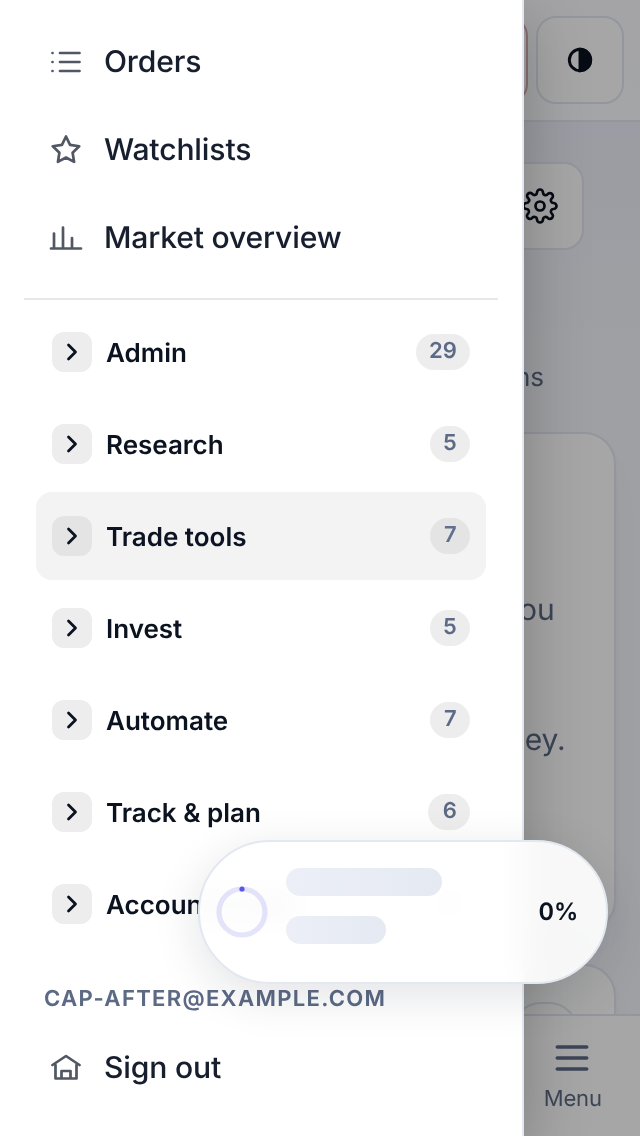 Orders
Watchlists
Market overview
Admin 29
Research 5
Trade tools 7
Invest 5
Automate 7
Track & plan 6
0%
CAP-AFTER@EXAMPLE.COM
Sign out
ey.
Menu